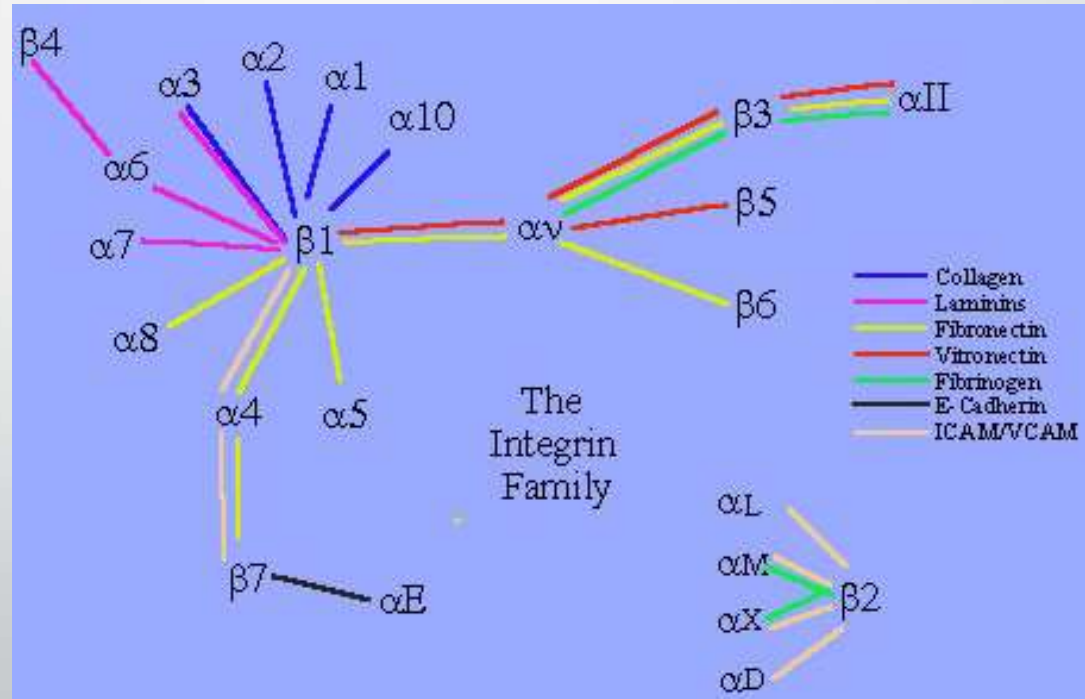 β4
α3
α2
α1
α10
α6
α7
β1
α8
α4
α5
β7
αE
αν
β3
αII
β5
β6
The
Integrin
Family
Collagen
Laminins
Fibronectin
Vitronectin
Fibrinogen
E-Cadherin
ICAM/VCAM
αL
αM
αX
αD
β2